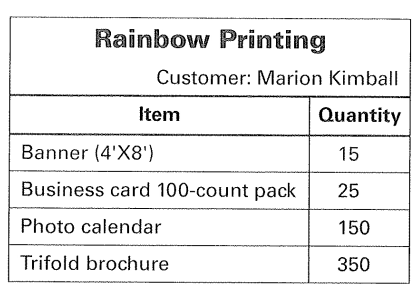 Rainbow Printing
Customer: Marion Kimball
Item Quantity
Banner (4'X8') 15
Business card 100-count pack 25
Photo calendar 150
Trifold brochure 350